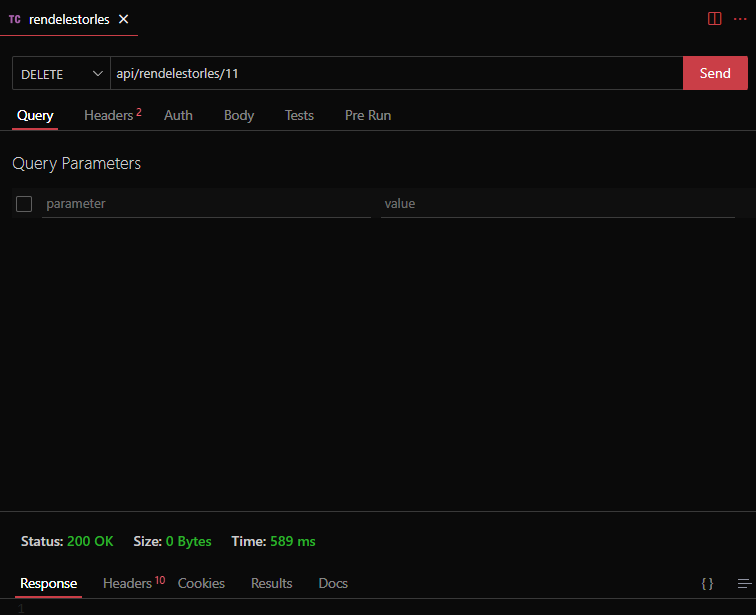 TC rendelestorles
DELETE api/rendelestorles/11 Send
Query Headers 2 Auth Body Tests Pre Run
Query Parameters
parameter value
Status: 200 OK Size: 0 Bytes Time: 589 ms
Response Headers 10 Cookies Results Docs { }
1